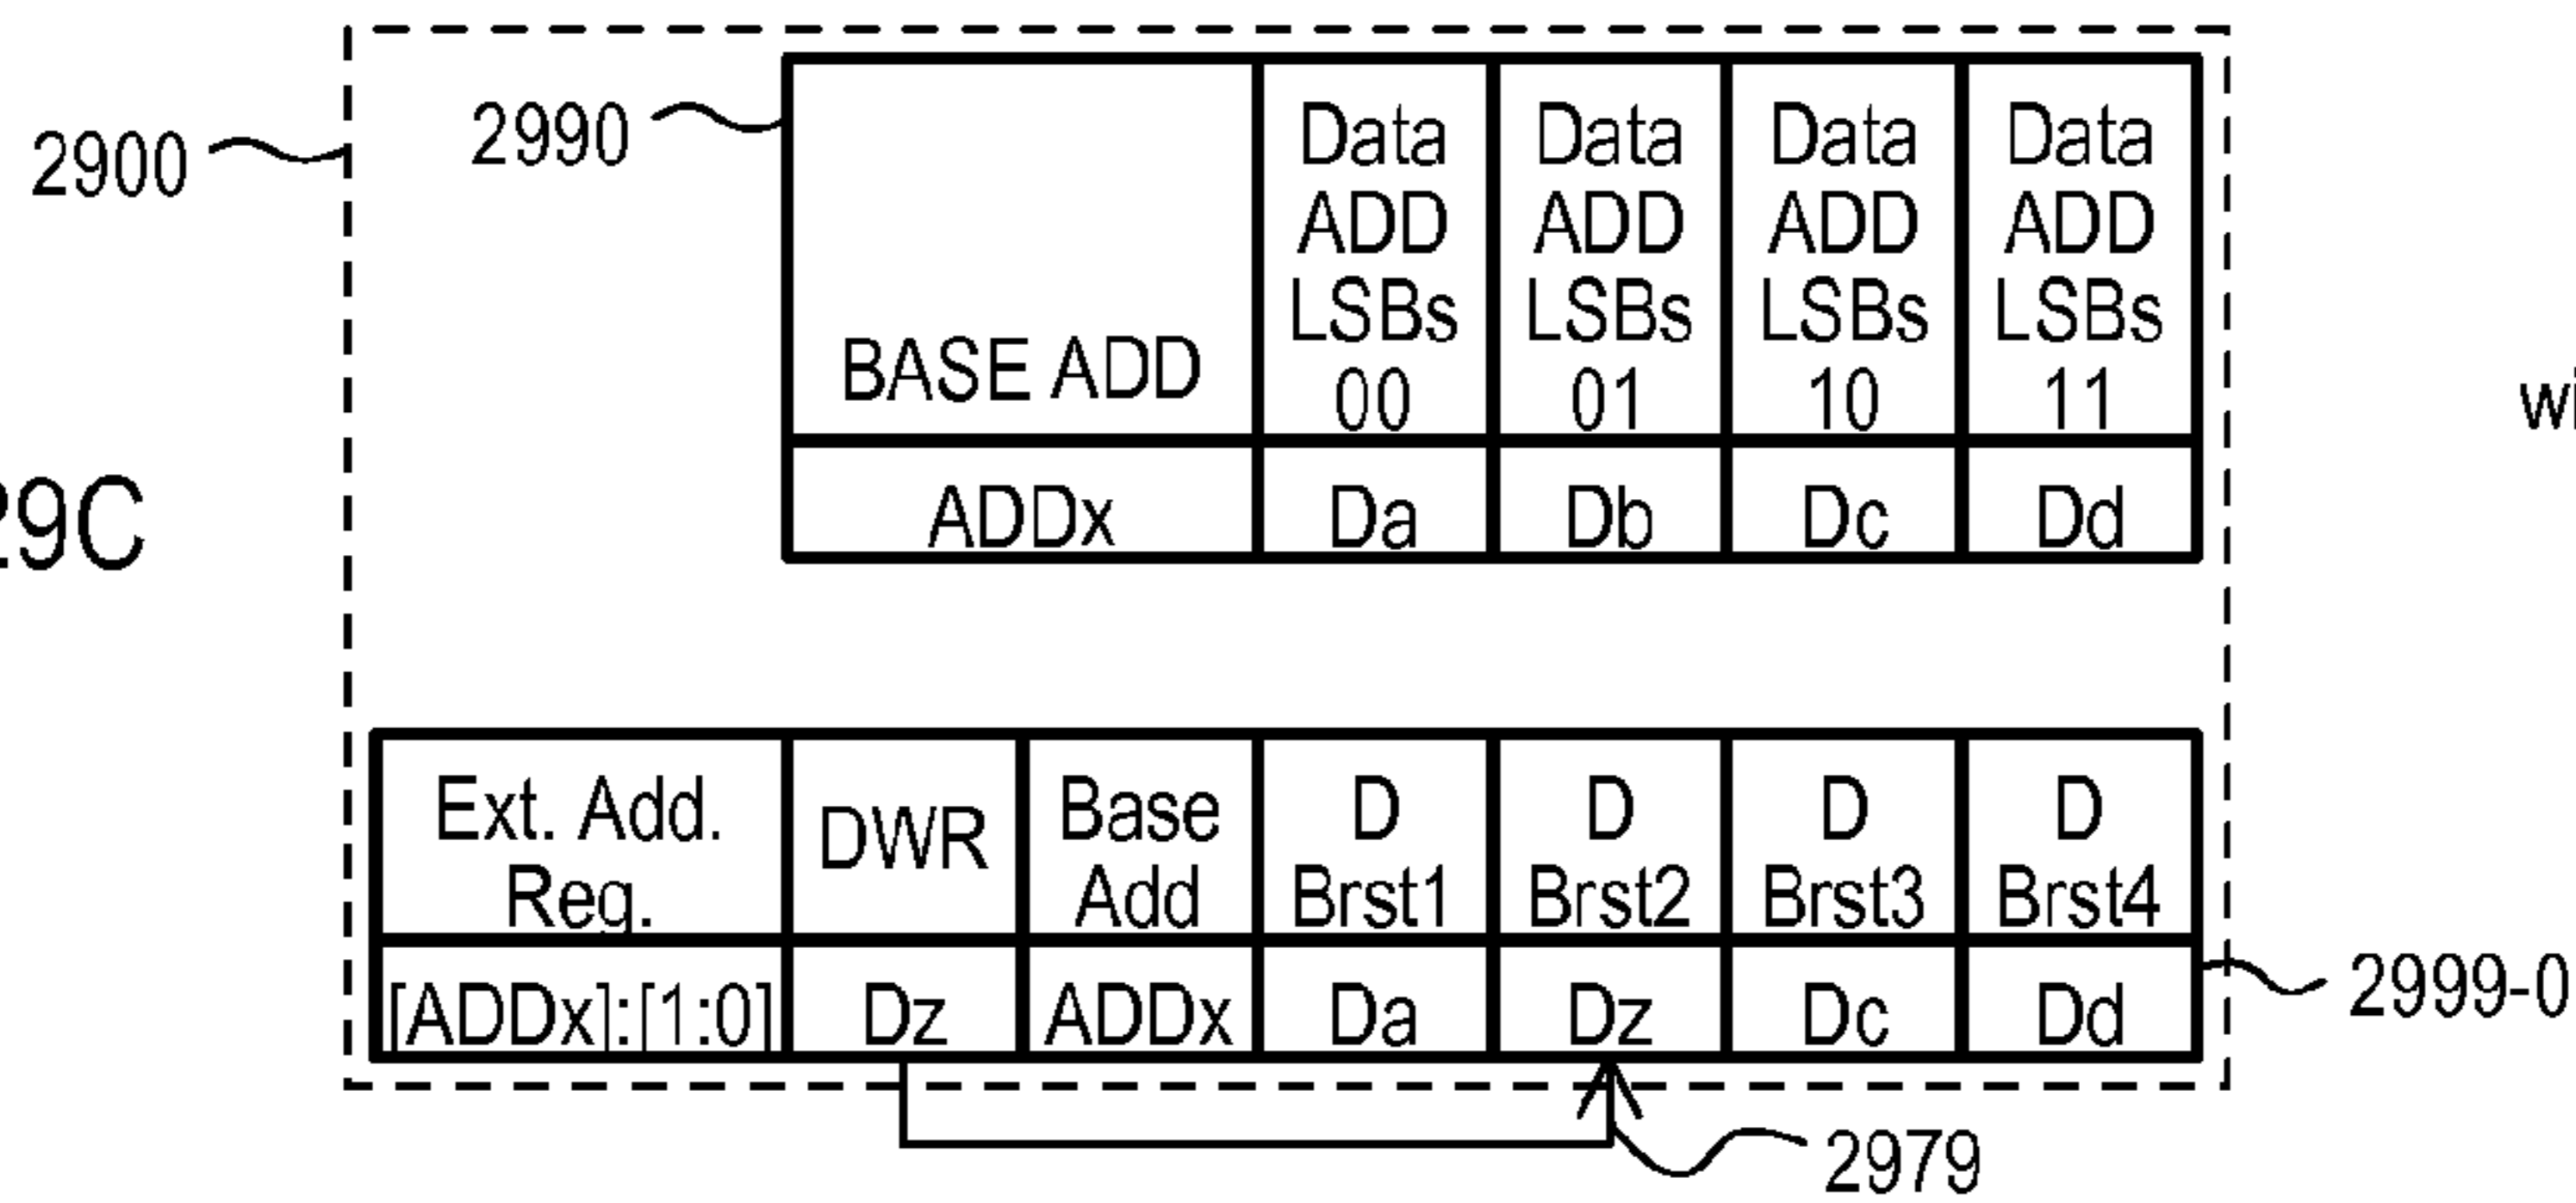 2900
2990
BASE ADD
Data ADD LSBs 00
Data ADD LSBs 01
Data ADD LSBs 10
Data ADD LSBs 11
ADDx Da Db Dc Dd
29C
wi
Ext. Add. Reg.
DWR
Base Add
D Brst1
D Brst2
D Brst3
D Brst4
[ADDx]:[1:0] Dz ADDx Da Dz Dc Dd
2999-0
2979